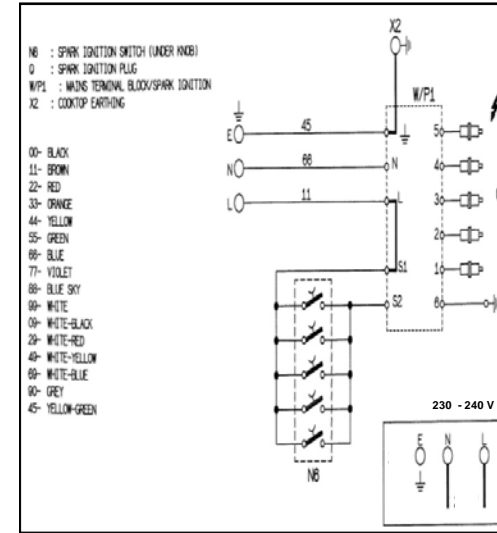 N6 : SPARK IGNITION SWITCH (UNDER KNOB)
Q : SPARK IGNITION PLUG
W/P1 : MAINS TERMINAL BLOCK/SPARK IGNITION
X2 : COOKTOP EARTHING
00- BLACK
11- BROWN
22- RED
33- ORANGE
44- YELLOW
55- GREEN
66- BLUE
77- VIOLET
88- BLUE SKY
99- WHITE
09- WHITE-BLACK
29- WHITE-RED
49- WHITE-YELLOW
69- WHITE-BLUE
90- GREY
45- YELLOW-GREEN
X2
W/P1
E 45 5
N 66 N 4
L 11 L 3
2
S1 1
S2 6
N6
230 - 240 V
E N L